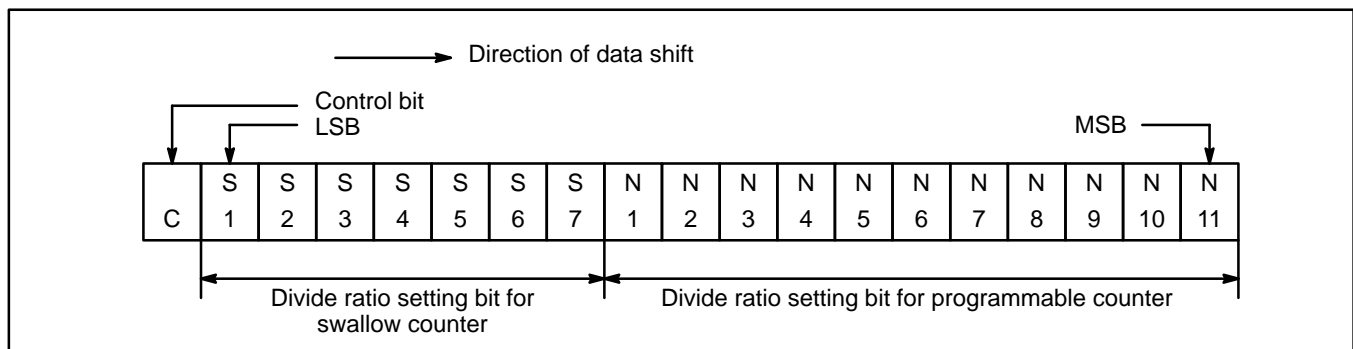 Direction of data shift
Control bit
LSB
MSB
C S 1 S 2 S 3 S 4 S 5 S 6 S 7 N 1 N 2 N 3 N 4 N 5 N 6 N 7 N 8 N 9 N 10 N 11
Divide ratio setting bit for
swallow counter
Divide ratio setting bit for programmable counter